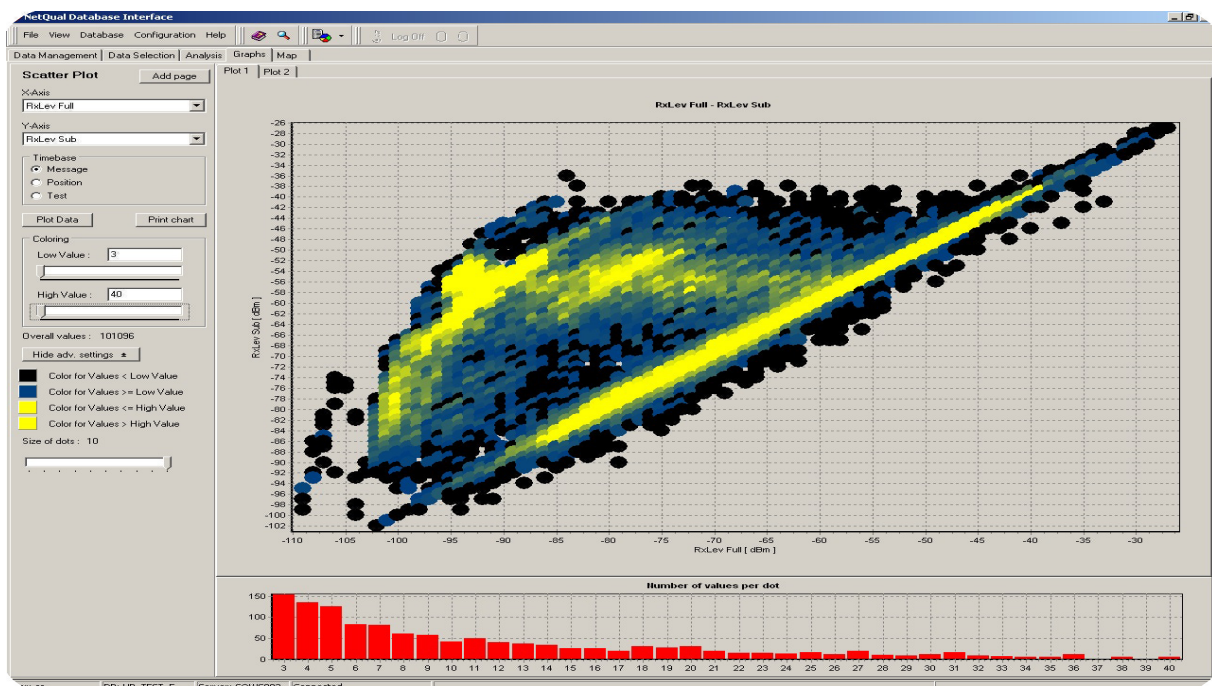 NetQual Database Interface
File View Database Configuration Help Log Off
Data Management Data Selection Analysis Graphs Map
Scatter Plot Add page
X-Axis
RxLev Full
Y-Axis
RxLev Sub
Timebase
Message
Position
Test
Plot Data Print chart
Coloring
Low Value : 3
High Value : 40
Overall values : 101096
Hide adv. settings
Color for Values < Low Value
Color for Values >= Low Value
Color for Values <= High Value
Color for Values > High Value
Size of dots : 10
Plot 1 Plot 2
RxLev Full - RxLev Sub
RxLev Sub [ dBm ]
-26
-28
-30
-32
-34
-36
-38
-40
-42
-44
-46
-48
-50
-52
-54
-56
-58
-60
-62
-64
-66
-68
-70
-72
-74
-76
-78
-80
-82
-84
-86
-88
-90
-92
-94
-96
-98
-100
-102
-110 -105 -100 -95 -90 -85 -80 -75 -70 -65 -60 -55 -50 -45 -40 -35 -30
RxLev Full [ dBm ]
Number of values per dot
150
100
50
0
3 4 5 6 7 8 9 10 11 12 13 14 15 16 17 18 19 20 21 22 23 24 25 26 27 28 29 30 31 32 33 34 35 36 37 38 39 40